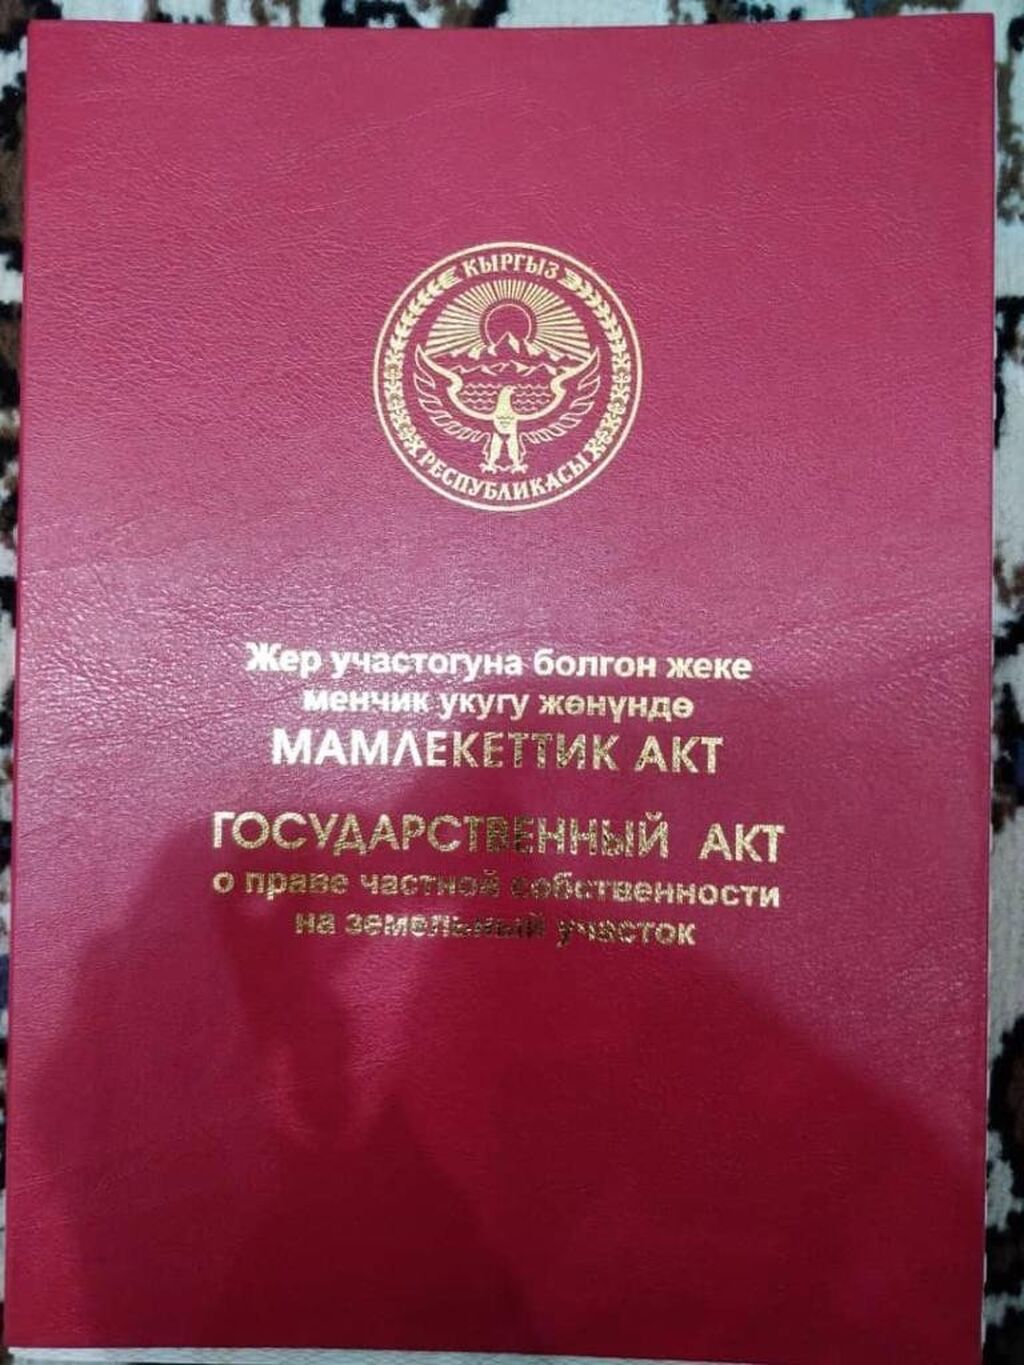 КЫРГЫЗ
РЕСПУБЛИКАСЫ
Жер участогуна болгон жеке
менчик укугу жөнүндө
МАМЛЕКЕТТИК АКТ
ГОСУДАРСТВЕННЫЙ АКТ
о праве частной собственности
на земельный участок